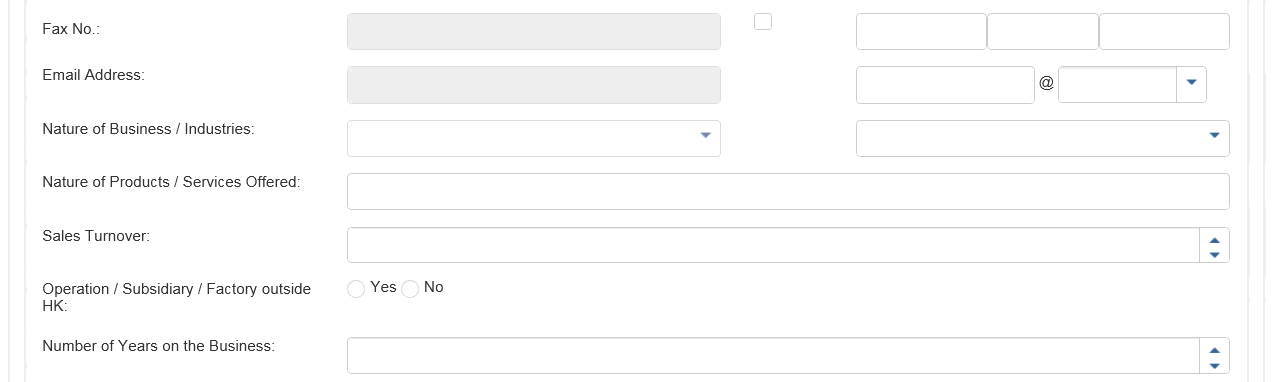 Fax No.:
Email Address:
@
Nature of Business / Industries:
Nature of Products / Services Offered:
Sales Turnover:
Operation / Subsidiary / Factory outside
HK:
Yes No
Number of Years on the Business: